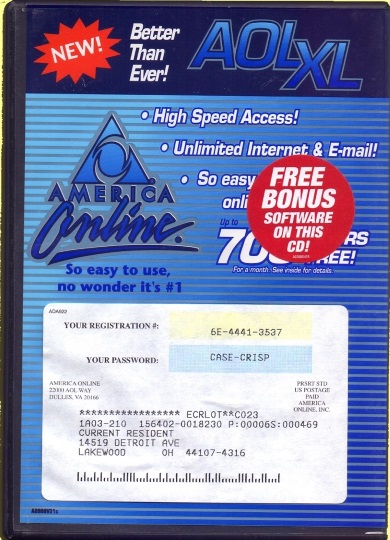 NEW!
Better
Than
Ever!
AOL XL
• High Speed Access!
• Unlimited Internet & E-mail!
• So easy
onli
FREE
BONUS
SOFTWARE
ON THIS
CD!
Up to
70
RS
REE!
For a month. See inside for details.
AMERICA
Online.
So easy to use,
no wonder it's #1
YOUR REGISTRATION #:
6E-4441-3537
YOUR PASSWORD:
CASE-CRISP
AMERICA ONLINE
22000 AOL WAY
DULLES, VA 20166
PRSRT STD
US POSTAGE
PAID
AMERICA
ONLINE, INC.
****************** ECRLOT**C023
1A03-210 156402-0018230 P:00006S:000469
CURRENT RESIDENT
14519 DETROIT AVE
LAKEWOOD OH 44107-4316